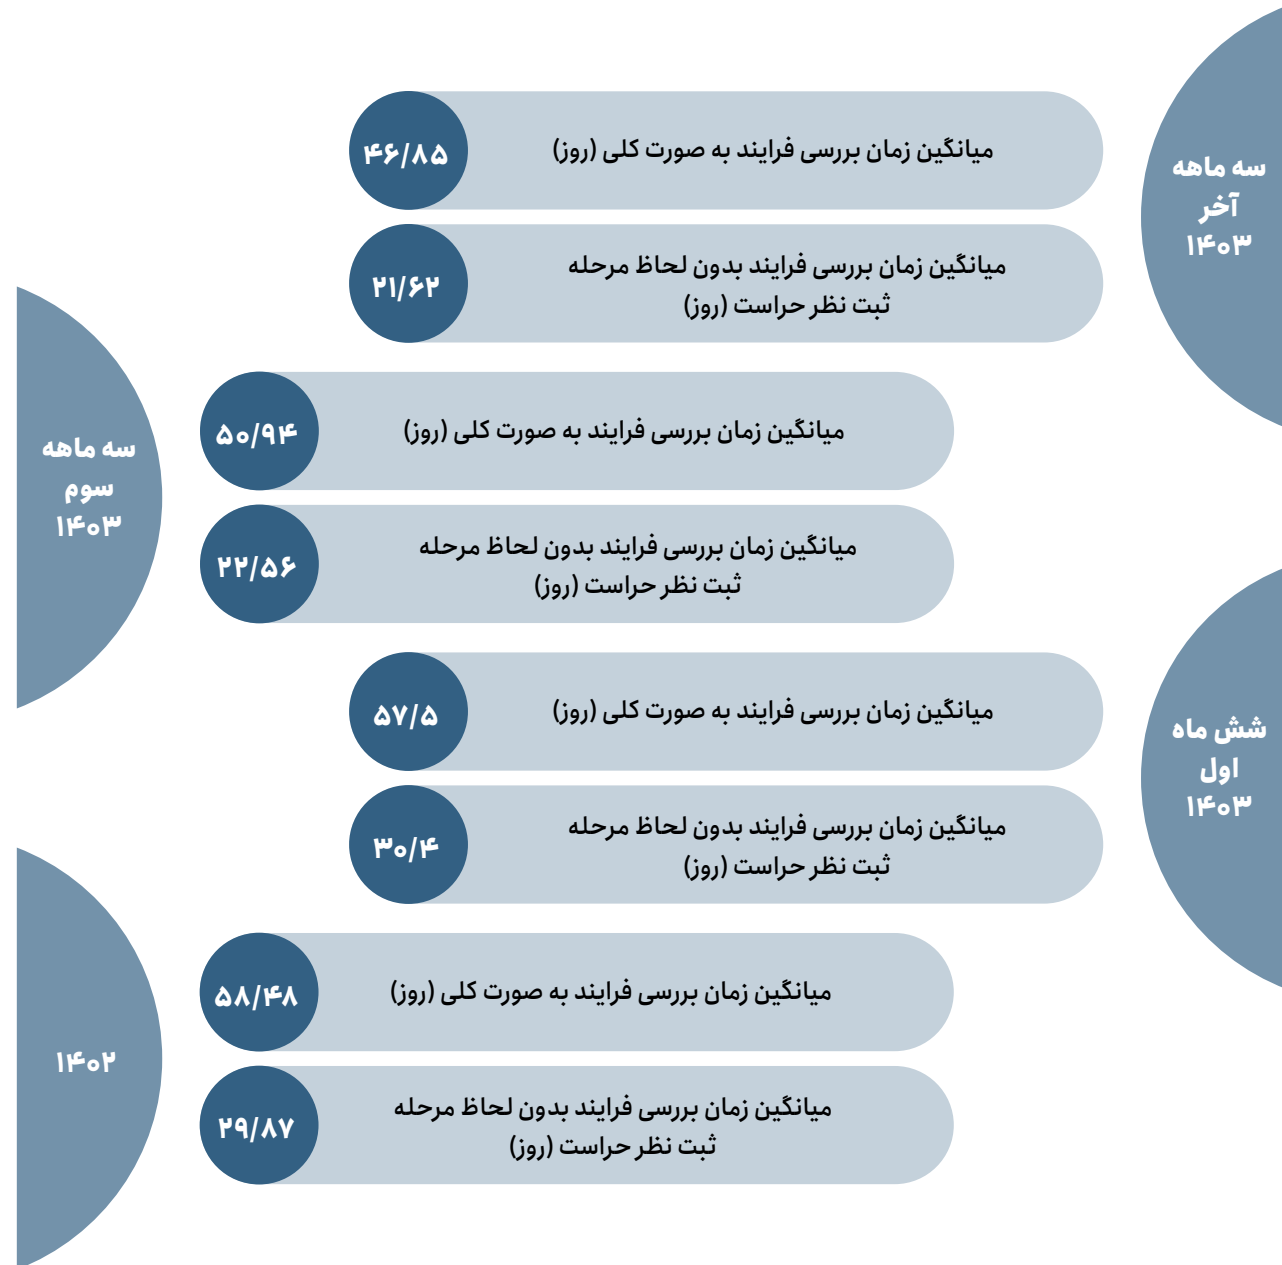 سه ماهه
آخر
۱۴۰۳
میانگین زمان بررسی فرایند به صورت کلی (روز)
۴۶/۸۵
میانگین زمان بررسی فرایند بدون لحاظ مرحله
ثبت نظر حراست (روز)
۲۱/۶۲
سه ماهه
سوم
۱۴۰۳
میانگین زمان بررسی فرایند به صورت کلی (روز)
۵۰/۹۴
میانگین زمان بررسی فرایند بدون لحاظ مرحله
ثبت نظر حراست (روز)
۲۲/۵۶
شش ماه
اول
۱۴۰۳
میانگین زمان بررسی فرایند به صورت کلی (روز)
۵۷/۵
میانگین زمان بررسی فرایند بدون لحاظ مرحله
ثبت نظر حراست (روز)
۳۰/۴
۱۴۰۲
میانگین زمان بررسی فرایند به صورت کلی (روز)
۵۸/۴۸
میانگین زمان بررسی فرایند بدون لحاظ مرحله
ثبت نظر حراست (روز)
۲۹/۸۷